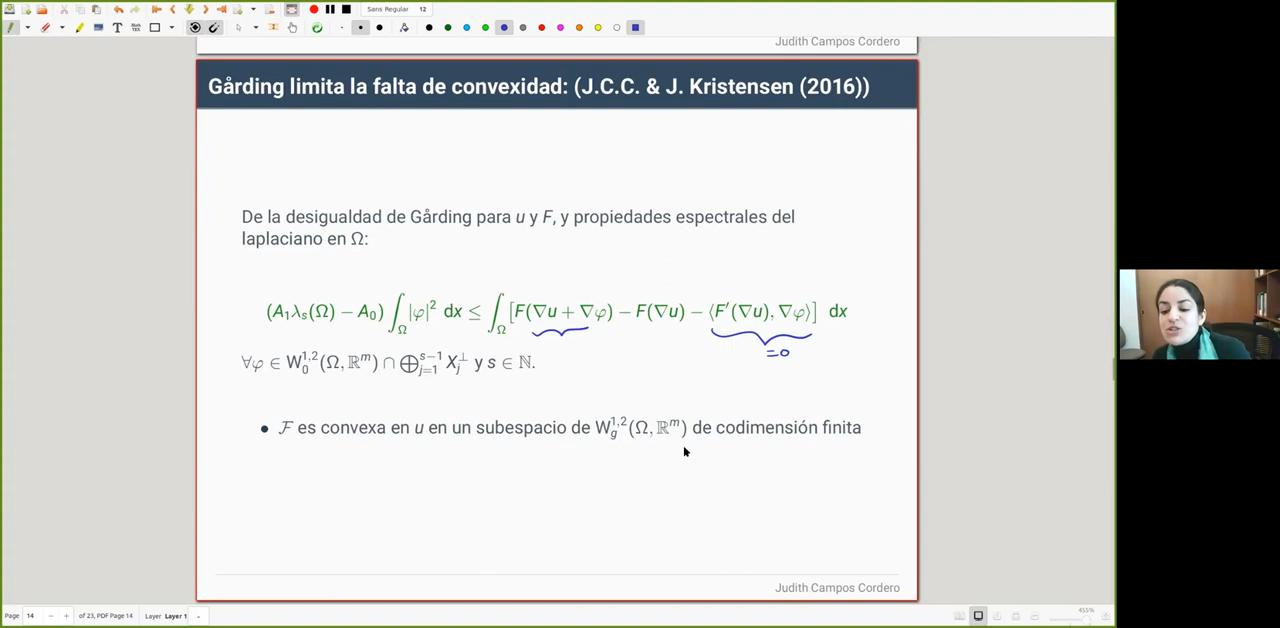 Sans Regular 12
Judith Campos Cordero
Gårding limita la falta de convexidad: (J.C.C. & J. Kristensen (2016))
De la desigualdad de Gårding para u y F, y propiedades espectrales del
laplaciano en Ω:
(A₁λₛ(Ω) − A₀) ∫_Ω |φ|² dx ≤ ∫_Ω [F(∇u + ∇φ) − F(∇u) − ⟨F′(∇u), ∇φ⟩] dx
=0
∀φ ∈ W₀^{1,2}(Ω, ℝᵐ) ∩ ⊕_{j=1}^{s−1} X_j^⊥ y s ∈ ℕ.
• ℱ es convexa en u en un subespacio de W_g^{1,2}(Ω, ℝᵐ) de codimensión finita
Judith Campos Cordero
Page 14 of 23, PDF Page 14 Layer Layer 1 455%